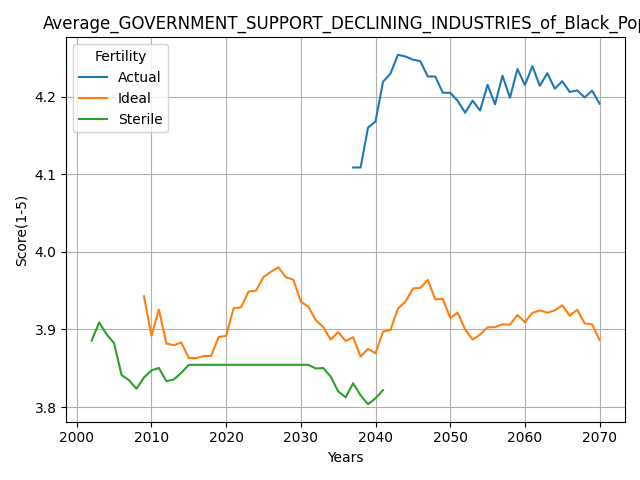 Average_GOVERNMENT_SUPPORT_DECLINING_INDUSTRIES_of_Black_Pop
Fertility
Actual
Ideal
Sterile
Score(1-5)
4.2
4.1
4.0
3.9
3.8
2000 2010 2020 2030 2040 2050 2060 2070
Years